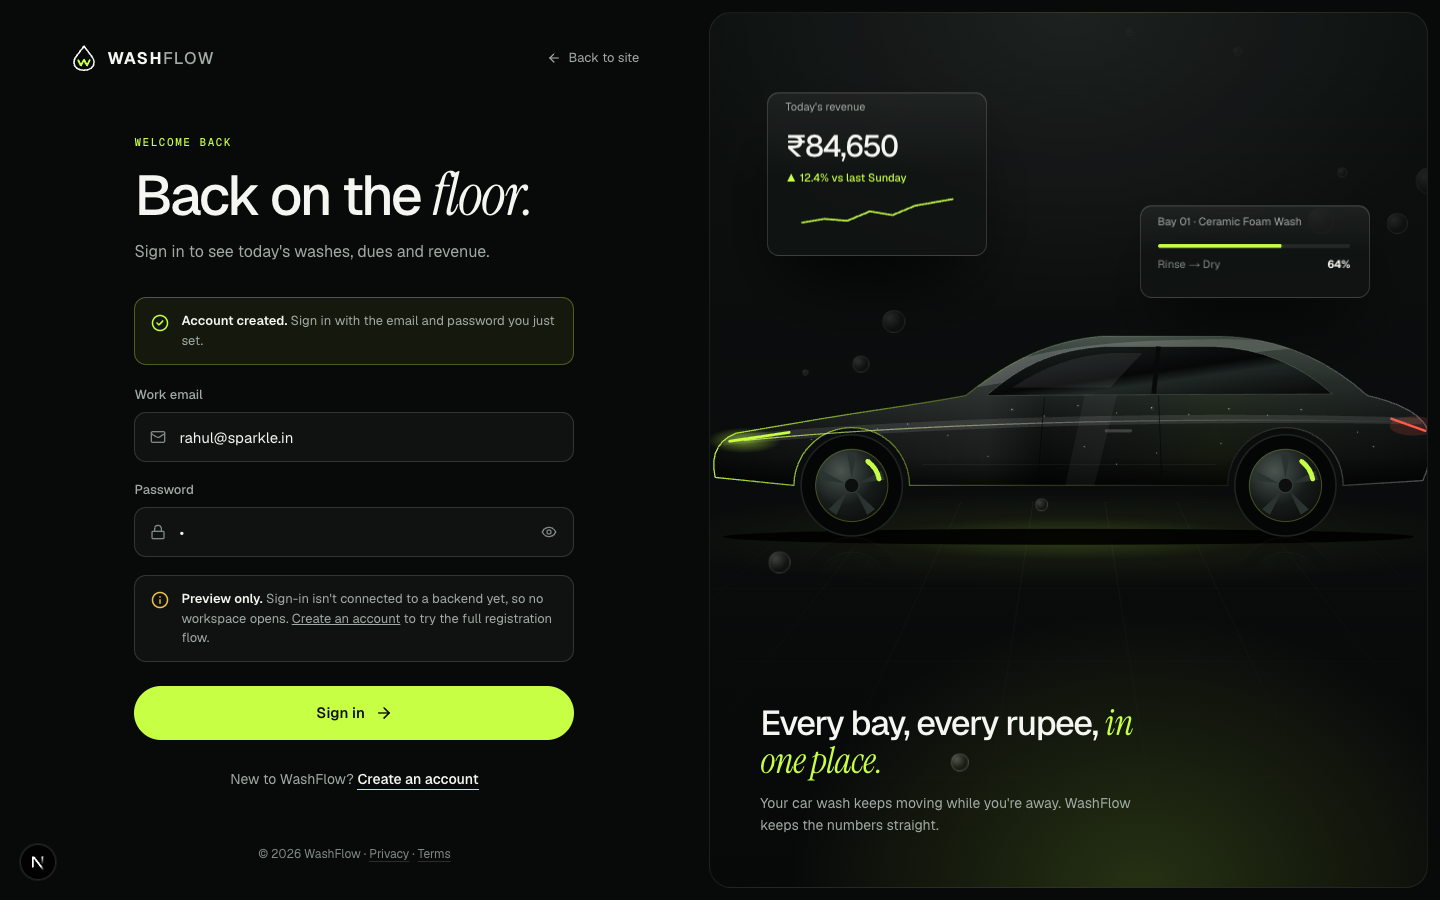 WASHFLOW
← Back to site
WELCOME BACK
Back on the floor.
Sign in to see today's washes, dues and revenue.
Account created. Sign in with the email and password you just
set.
Work email
rahul@sparkle.in
Password
•
Preview only. Sign-in isn't connected to a backend yet, so no
workspace opens. Create an account to try the full registration
flow.
Sign in →
New to WashFlow? Create an account
© 2026 WashFlow · Privacy · Terms
N
Today's revenue
₹84,650
▲ 12.4% vs last Sunday
Bay 01 · Ceramic Foam Wash
Rinse → Dry 64%
Every bay, every rupee, in
one place.
Your car wash keeps moving while you're away. WashFlow
keeps the numbers straight.